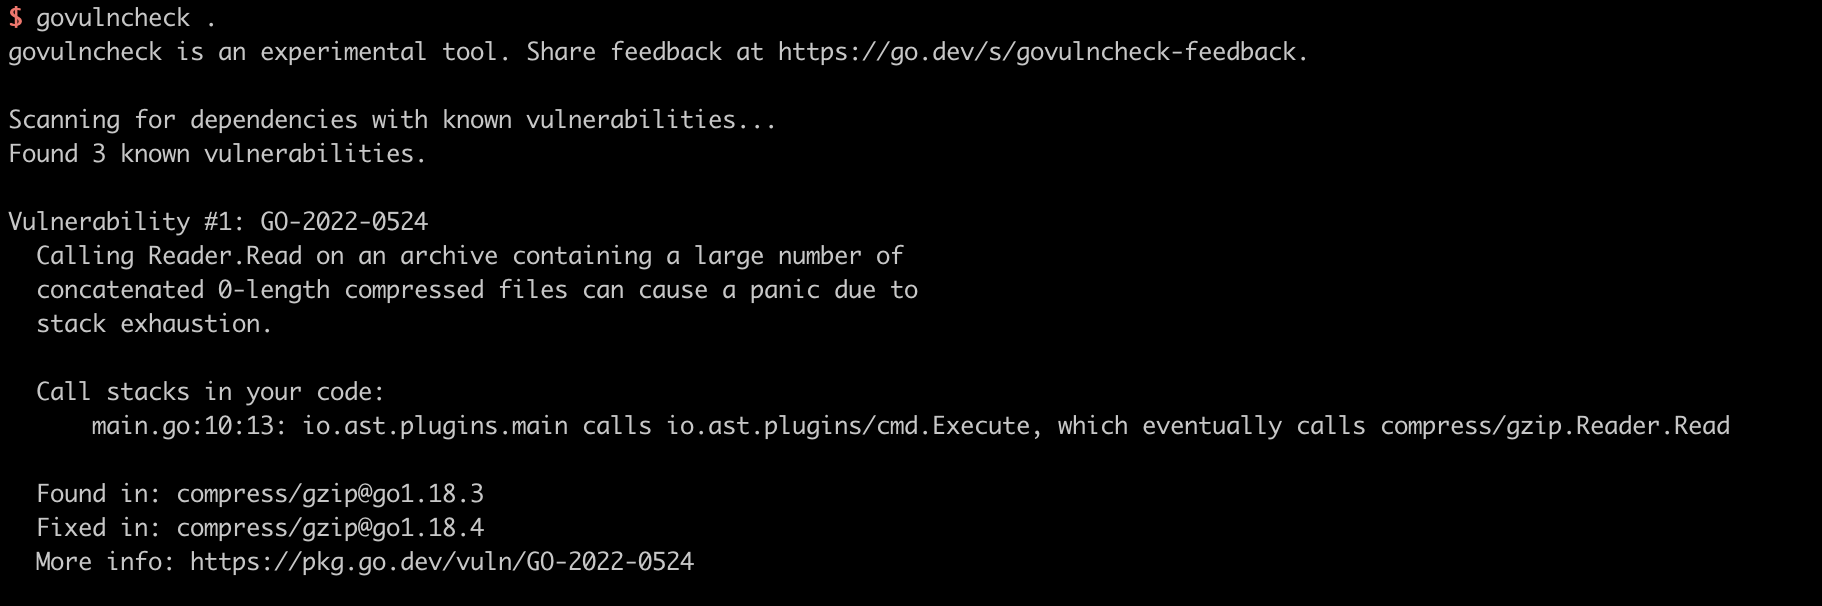 $ govulncheck .
govulncheck is an experimental tool. Share feedback at https://go.dev/s/govulncheck-feedback.
Scanning for dependencies with known vulnerabilities...
Found 3 known vulnerabilities.
Vulnerability #1: GO-2022-0524
Calling Reader.Read on an archive containing a large number of
concatenated 0-length compressed files can cause a panic due to
stack exhaustion.
Call stacks in your code:
main.go:10:13: io.ast.plugins.main calls io.ast.plugins/cmd.Execute, which eventually calls compress/gzip.Reader.Read
Found in: compress/gzip@go1.18.3
Fixed in: compress/gzip@go1.18.4
More info: https://pkg.go.dev/vuln/GO-2022-0524